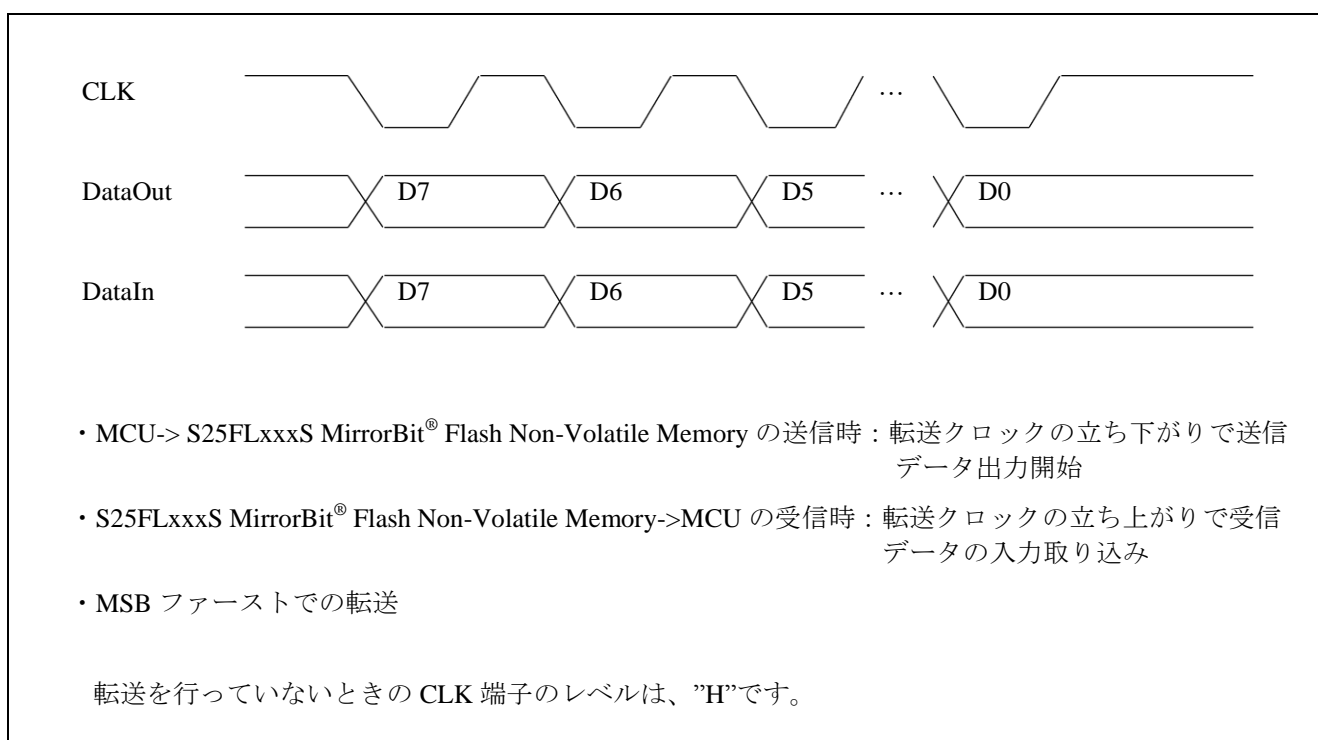 CLK …
DataOut D7 D6 D5 … D0
DataIn D7 D6 D5 … D0
・MCU-> S25FLxxxS MirrorBit® Flash Non-Volatile Memory の送信時：転送クロックの立ち下がりで送信
データ出力開始
・S25FLxxxS MirrorBit® Flash Non-Volatile Memory->MCU の受信時：転送クロックの立ち上がりで受信
データの入力取り込み
・MSB ファーストでの転送
転送を行っていないときの CLK 端子のレベルは、”H”です。